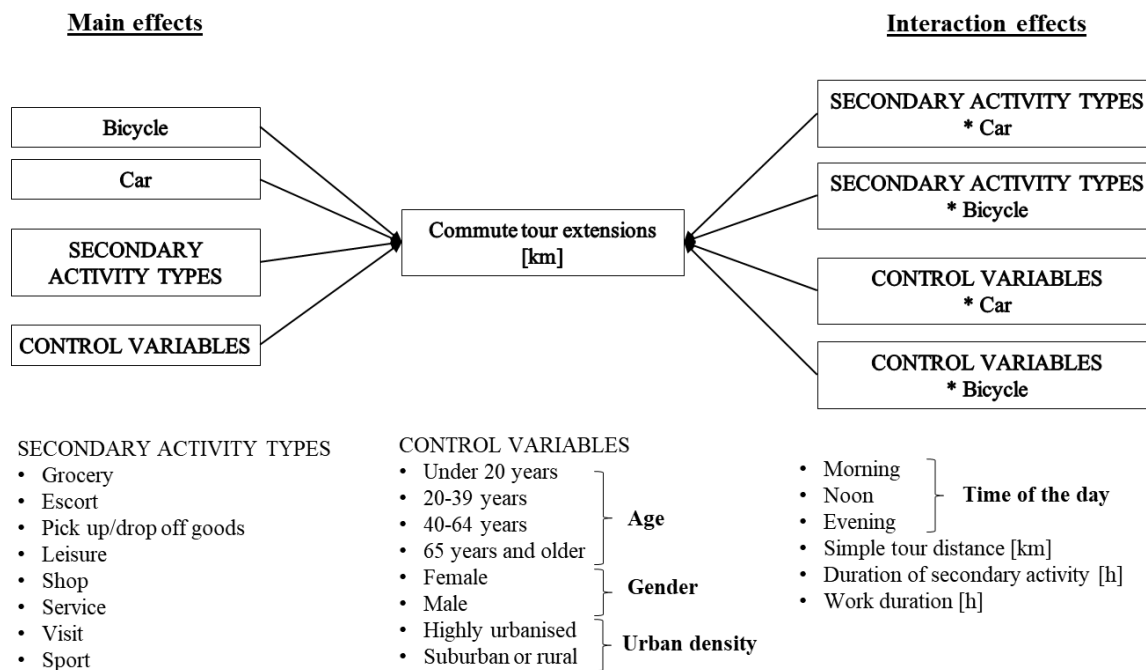 Main effects
Interaction effects
Bicycle
Car
SECONDARY
ACTIVITY TYPES
CONTROL VARIABLES
Commute tour extensions
[km]
SECONDARY ACTIVITY TYPES
* Car
SECONDARY ACTIVITY TYPES
* Bicycle
CONTROL VARIABLES
* Car
CONTROL VARIABLES
* Bicycle
SECONDARY ACTIVITY TYPES
• Grocery
• Escort
• Pick up/drop off goods
• Leisure
• Shop
• Service
• Visit
• Sport
CONTROL VARIABLES
• Under 20 years
• 20-39 years
• 40-64 years
• 65 years and older
Age
• Female
• Male
Gender
• Highly urbanised
• Suburban or rural
Urban density
• Morning
• Noon
• Evening
Time of the day
• Simple tour distance [km]
• Duration of secondary activity [h]
• Work duration [h]